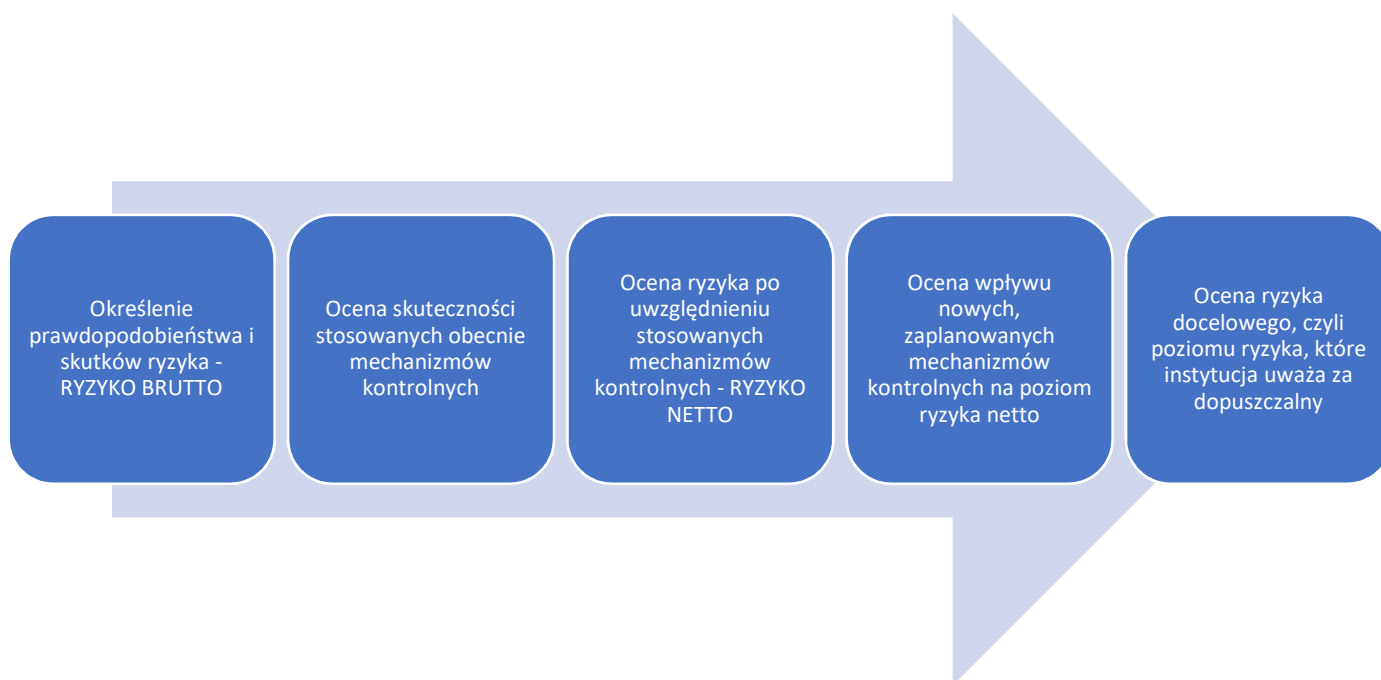 Określenie
prawdopodobieństwa i
skutków ryzyka -
RYZYKO BRUTTO
Ocena skuteczności
stosowanych obecnie
mechanizmów
kontrolnych
Ocena ryzyka po
uwzględnieniu
stosowanych
mechanizmów
kontrolnych - RYZYKO
NETTO
Ocena wpływu
nowych,
zaplanowanych
mechanizmów
kontrolnych na poziom
ryzyka netto
Ocena ryzyka
docelowego, czyli
poziomu ryzyka, które
instytucja uważa za
dopuszczalny